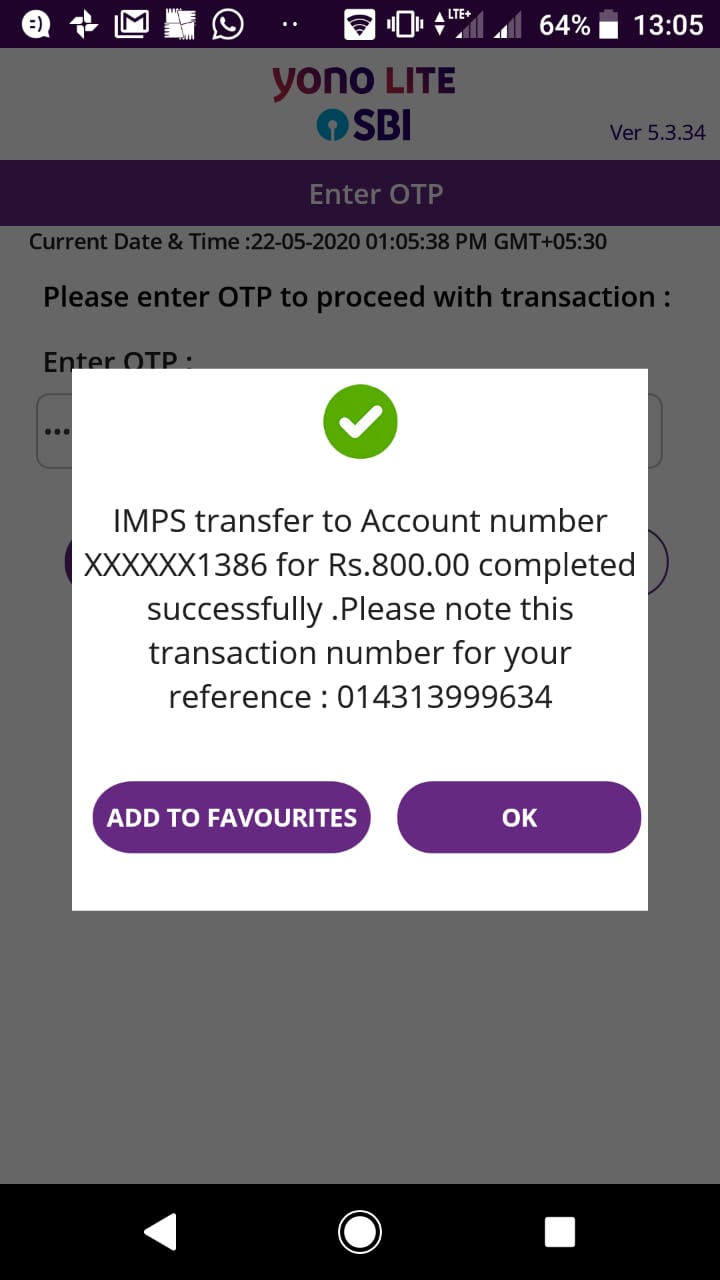 LTE+ 64% 13:05
yono LITE
SBI
Ver 5.3.34
Enter OTP
Current Date & Time :22-05-2020 01:05:38 PM GMT+05:30
Please enter OTP to proceed with transaction :
Enter OTP :
IMPS transfer to Account number
XXXXXX1386 for Rs.800.00 completed
successfully .Please note this
transaction number for your
reference : 014313999634
ADD TO FAVOURITES OK